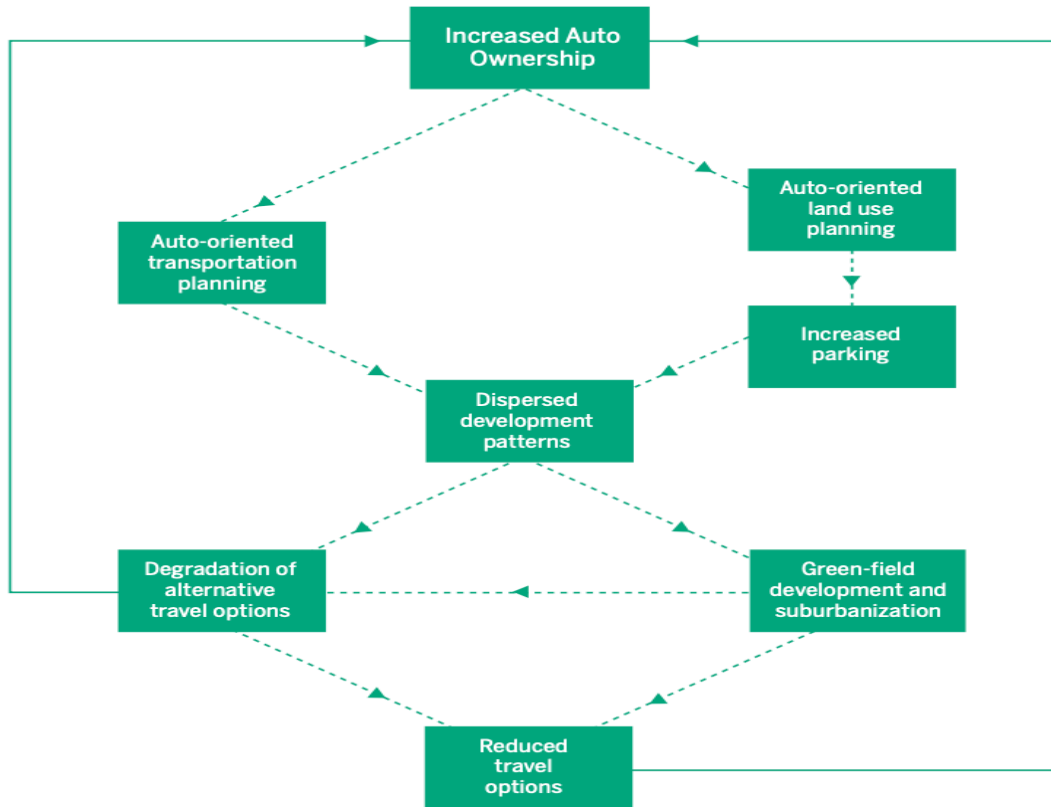 Increased Auto
Ownership
Auto-oriented
land use
planning
Auto-oriented
transportation
planning
Increased
parking
Dispersed
development
patterns
Degradation of
alternative
travel options
Green-field
development and
suburbanization
Reduced
travel
options